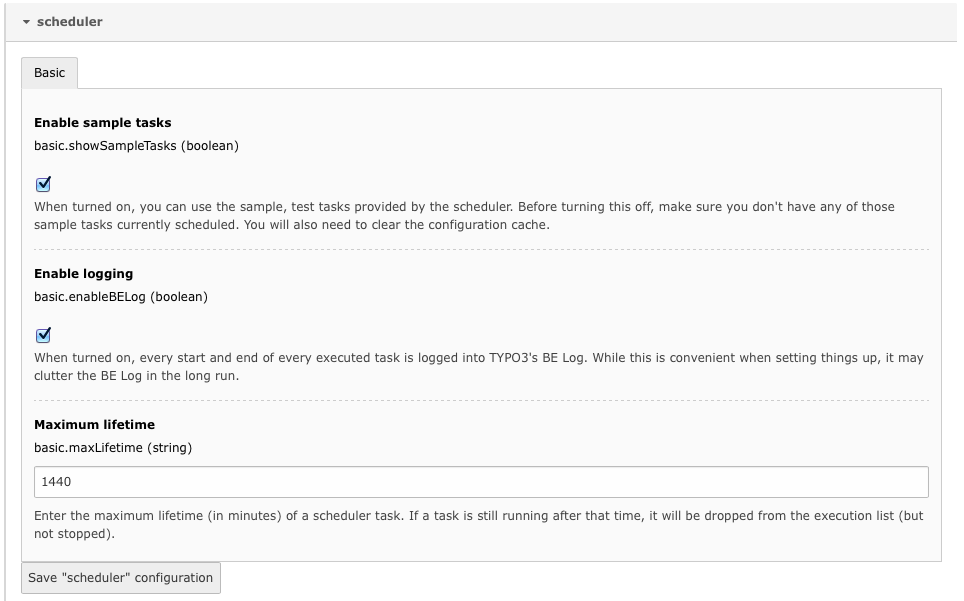 scheduler
Basic
Enable sample tasks
basic.showSampleTasks (boolean)
When turned on, you can use the sample, test tasks provided by the scheduler. Before turning this off, make sure you don't have any of those
sample tasks currently scheduled. You will also need to clear the configuration cache.
Enable logging
basic.enableBELog (boolean)
When turned on, every start and end of every executed task is logged into TYPO3's BE Log. While this is convenient when setting things up, it may
clutter the BE Log in the long run.
Maximum lifetime
basic.maxLifetime (string)
1440
Enter the maximum lifetime (in minutes) of a scheduler task. If a task is still running after that time, it will be dropped from the execution list (but
not stopped).
Save "scheduler" configuration